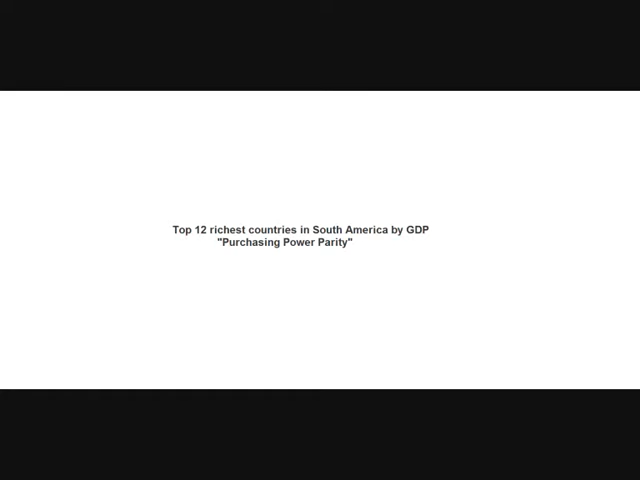 Top 12 richest countries in South America by GDP
"Purchasing Power Parity"